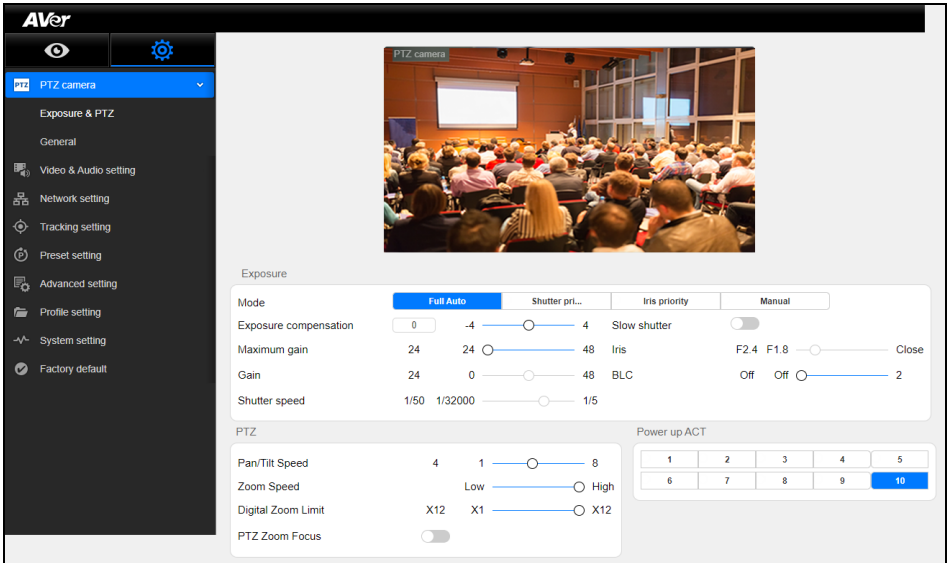 AVer
PTZ PTZ camera
Exposure & PTZ
General
Video & Audio setting
Network setting
Tracking setting
Preset setting
Advanced setting
Profile setting
System setting
Factory default
PTZ camera
Exposure
Mode Full Auto Shutter pri... Iris priority Manual
Exposure compensation 0 -4 4 Slow shutter
Maximum gain 24 24 48 Iris F2.4 F1.8 Close
Gain 24 0 48 BLC Off Off 2
Shutter speed 1/50 1/32000 1/5
PTZ
Pan/Tilt Speed 4 1 8
Zoom Speed Low High
Digital Zoom Limit X12 X1 X12
PTZ Zoom Focus
Power up ACT
1 2 3 4 5
6 7 8 9 10